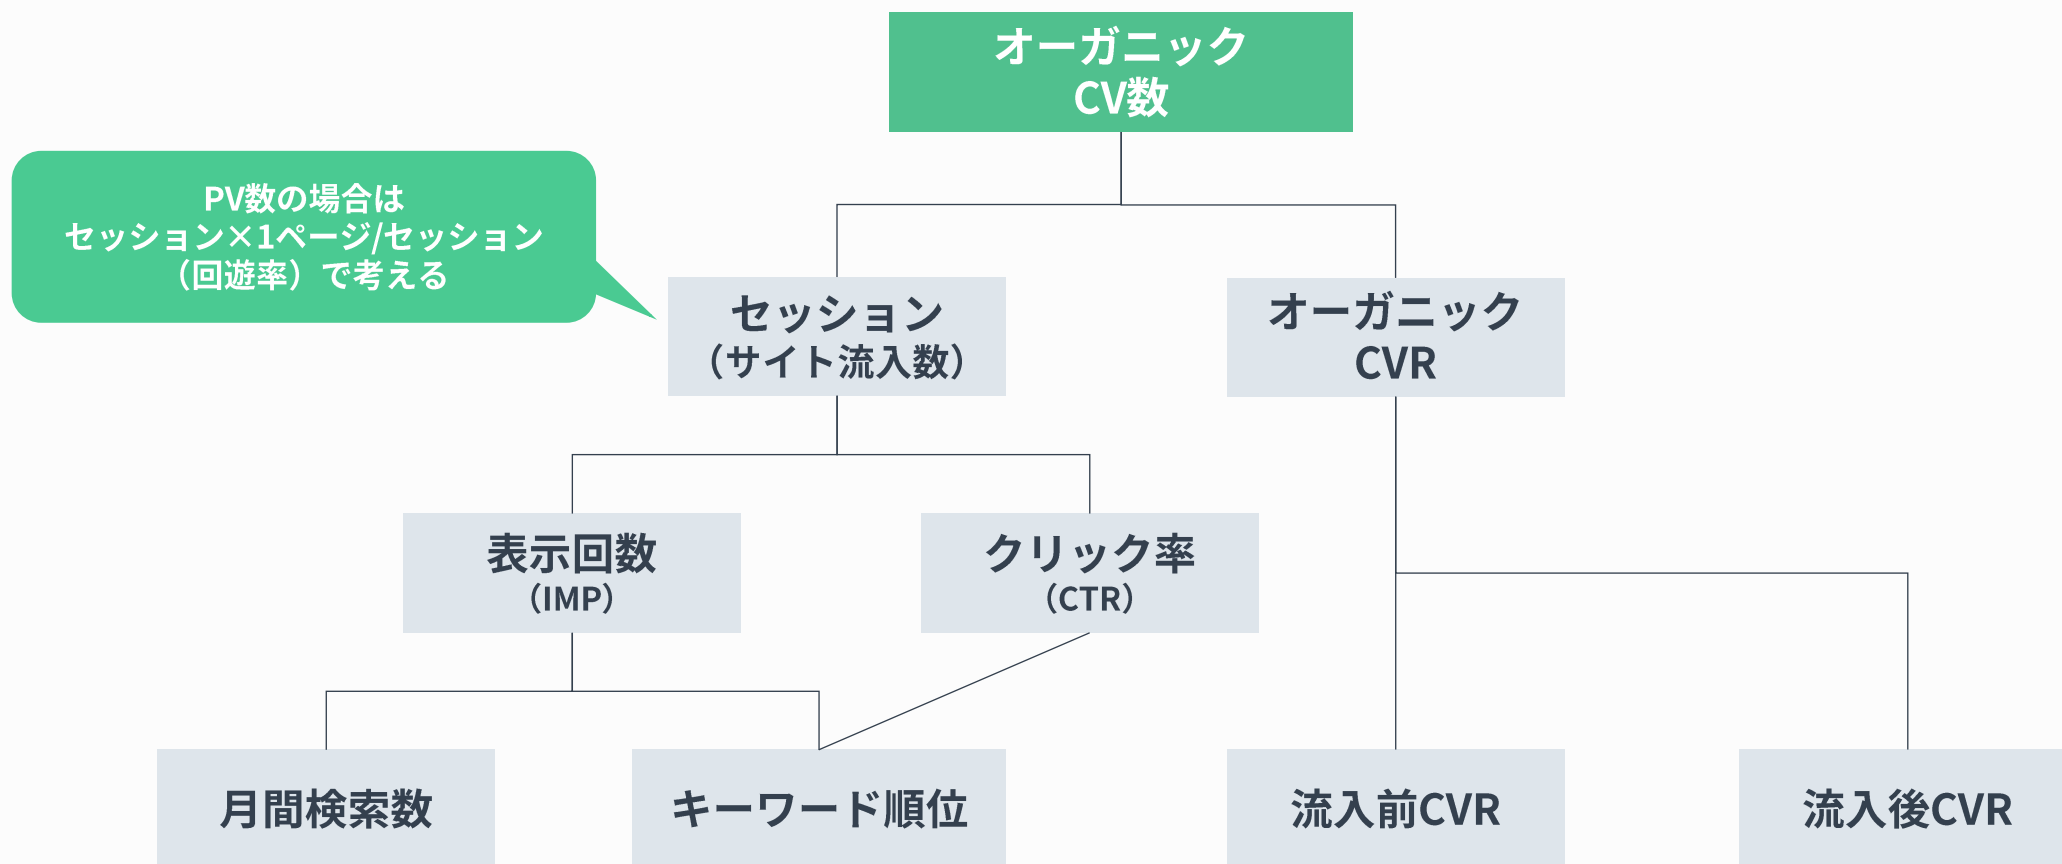 オーガニック
CV数
PV数の場合は
セッション×1ページ/セッション
（回遊率）で考える
セッション
（サイト流入数）
オーガニック
CVR
表示回数
（IMP）
クリック率
（CTR）
月間検索数
キーワード順位
流入前CVR
流入後CVR